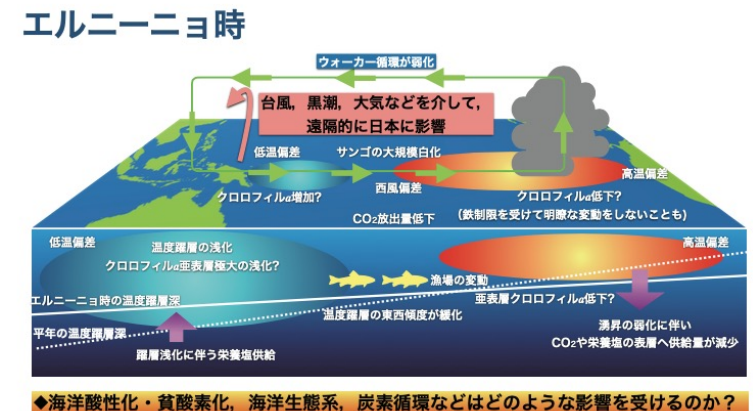 エルニーニョ時
ウォーカー循環が弱化
台風，黒潮，大気などを介して，
遠隔的に日本に影響
低温偏差
サンゴの大規模白化
高温偏差
西風偏差
クロロフィルa増加?
クロロフィルa低下?
CO₂放出量低下
（鉄制限を受けて明瞭な変動をしないことも）
低温偏差
温度躍層の浅化
高温偏差
クロロフィルa亜表層極大の浅化?
漁場の変動
エルニーニョ時の温度躍層深
亜表層クロロフィルa低下?
温度躍層の東西傾度が緩化
平年の温度躍層深
湧昇の弱化に伴い
CO₂や栄養塩の表層へ供給量が減少
躍層浅化に伴う栄養塩供給
◆海洋酸性化・貧酸素化，海洋生態系，炭素循環などはどのような影響を受けるのか？